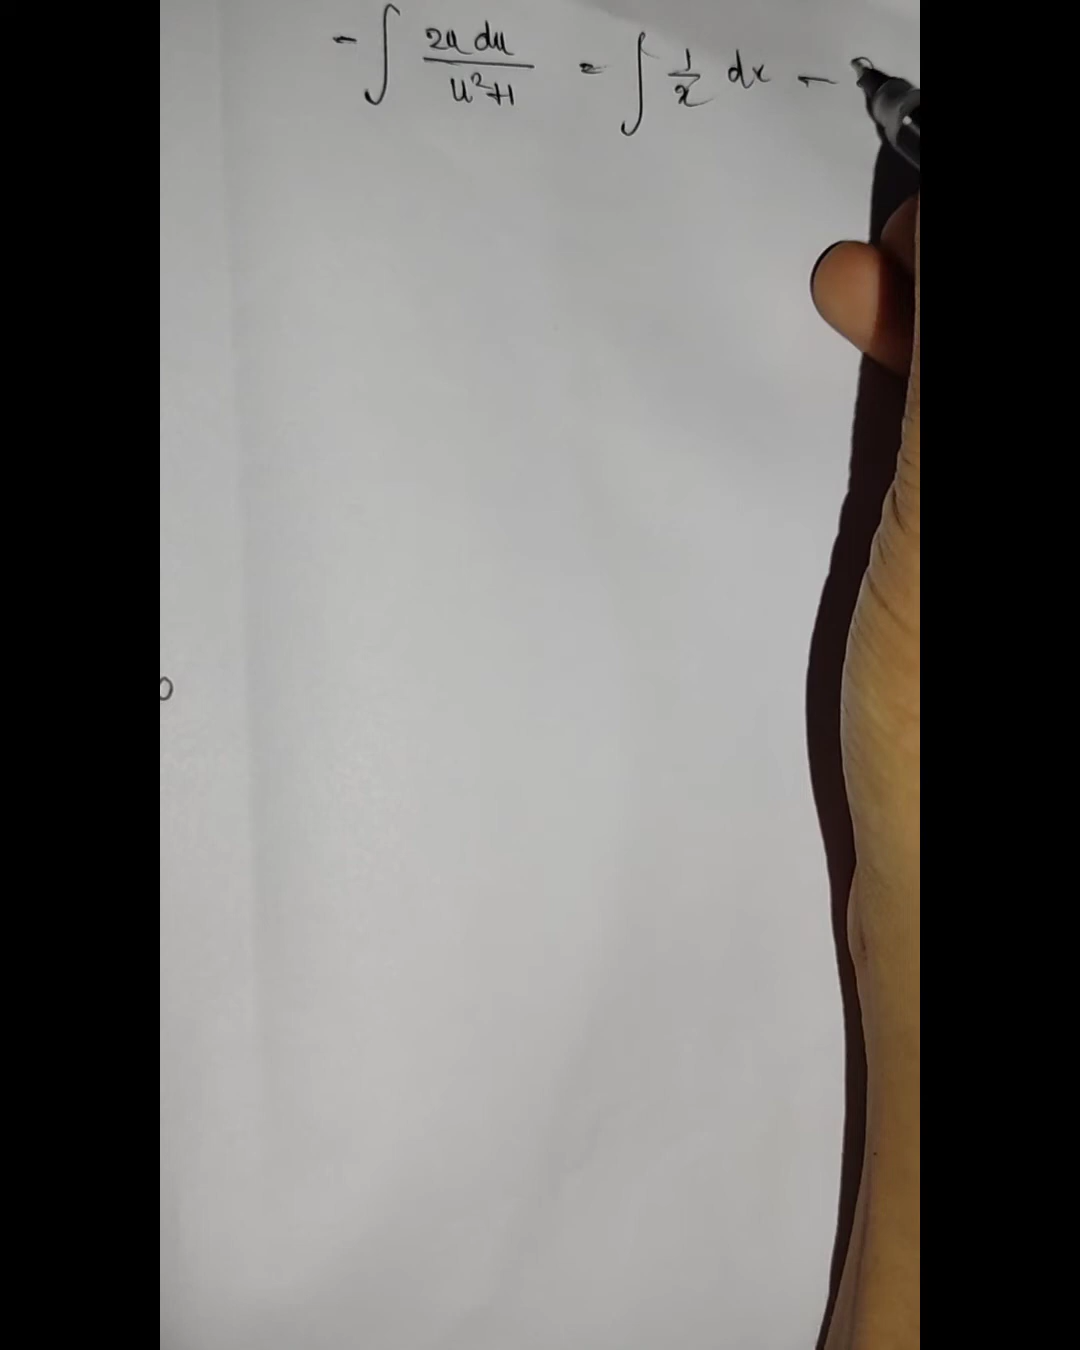 - ∫ 2u du / u²+1 = ∫ 1/x dx -